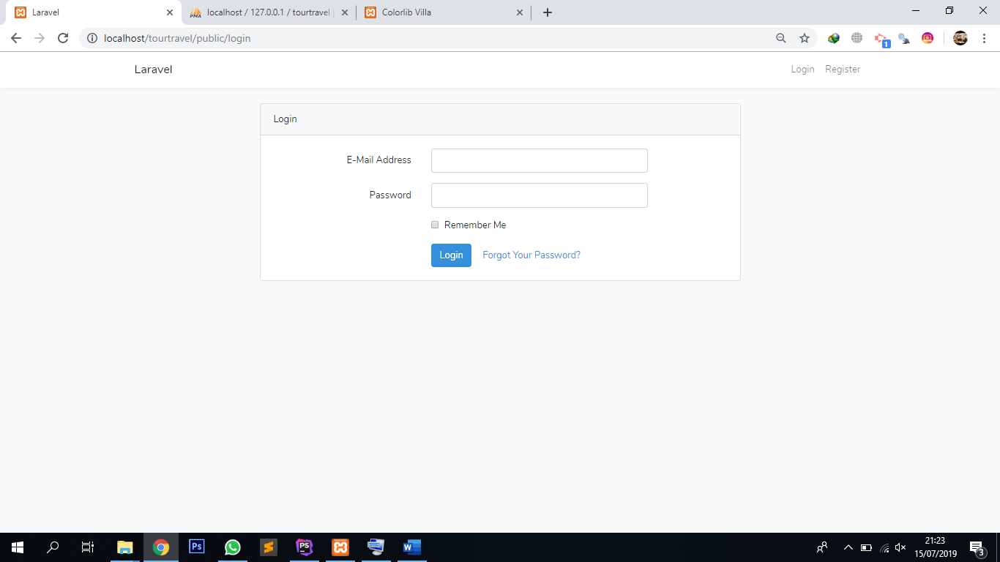 Laravel
localhost / 127.0.0.1 / tourtravel
Colorlib Villa
localhost/tourtravel/public/login
1
Laravel
Login
Register
Login
E-Mail Address
Password
Remember Me
Login
Forgot Your Password?
Ps
PS
W
21:23
15/07/2019
3